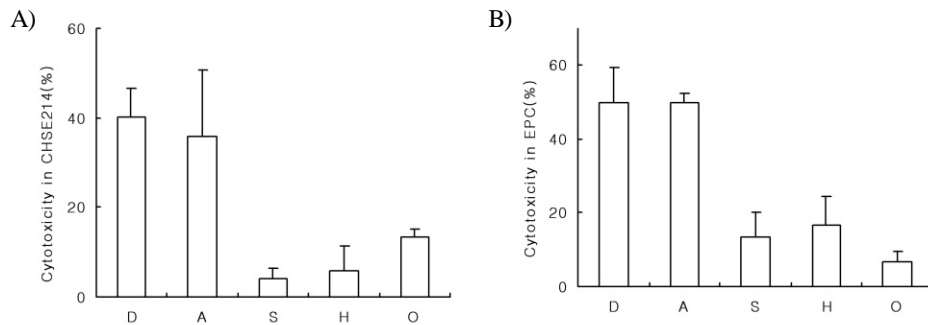 A)
Cytotoxicity in CHSE214(%)
60
40
20
0
D A S H O
B)
Cytotoxicity in EPC(%)
60
40
20
0
D A S H O